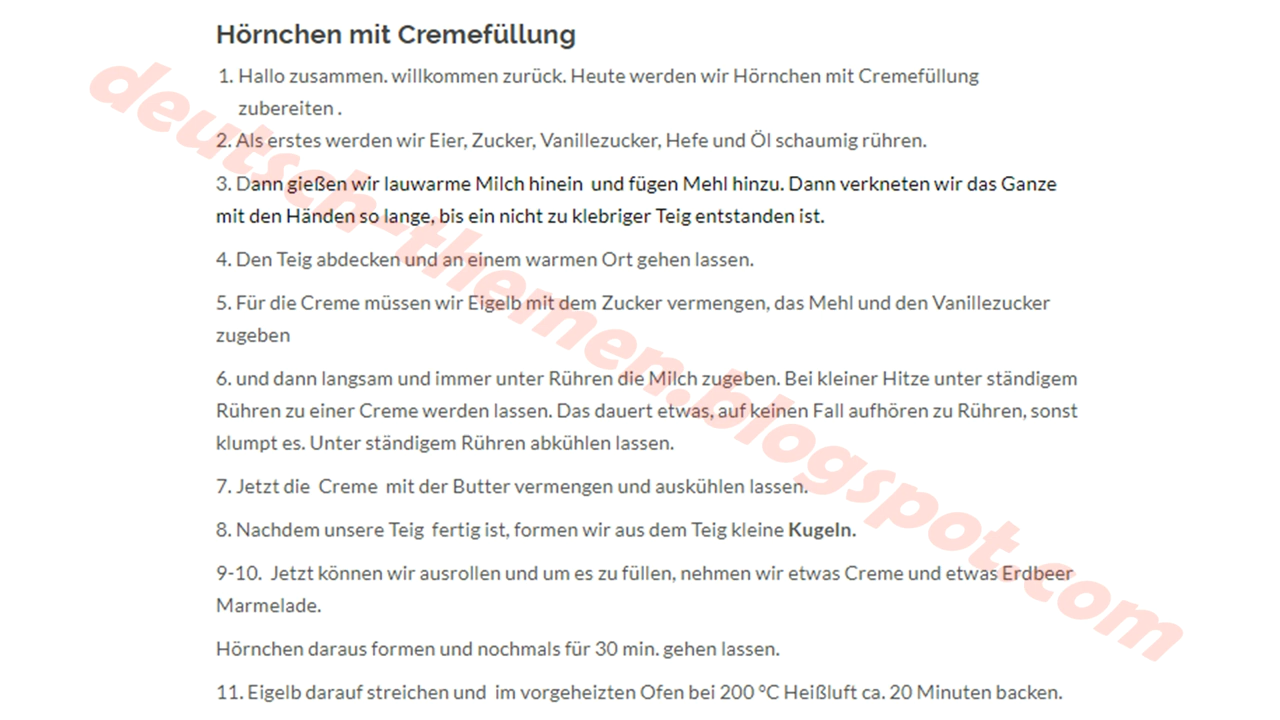 Hörnchen mit Cremefüllung
1. Hallo zusammen. willkommen zurück. Heute werden wir Hörnchen mit Cremefüllung
zubereiten .
2. Als erstes werden wir Eier, Zucker, Vanillezucker, Hefe und Öl schaumig rühren.
3. Dann gießen wir lauwarme Milch hinein und fügen Mehl hinzu. Dann verkneten wir das Ganze
mit den Händen so lange, bis ein nicht zu klebriger Teig entstanden ist.
4. Den Teig abdecken und an einem warmen Ort gehen lassen.
5. Für die Creme müssen wir Eigelb mit dem Zucker vermengen, das Mehl und den Vanillezucker
zugeben
6. und dann langsam und immer unter Rühren die Milch zugeben. Bei kleiner Hitze unter ständigem
Rühren zu einer Creme werden lassen. Das dauert etwas, auf keinen Fall aufhören zu Rühren, sonst
klumpt es. Unter ständigem Rühren abkühlen lassen.
7. Jetzt die Creme mit der Butter vermengen und auskühlen lassen.
8. Nachdem unsere Teig fertig ist, formen wir aus dem Teig kleine Kugeln.
9-10. Jetzt können wir ausrollen und um es zu füllen, nehmen wir etwas Creme und etwas Erdbeer
Marmelade.
Hörnchen daraus formen und nochmals für 30 min. gehen lassen.
11. Eigelb darauf streichen und im vorgeheizten Ofen bei 200 °C Heißluft ca. 20 Minuten backen.
deutsch-themen.blogspot.com